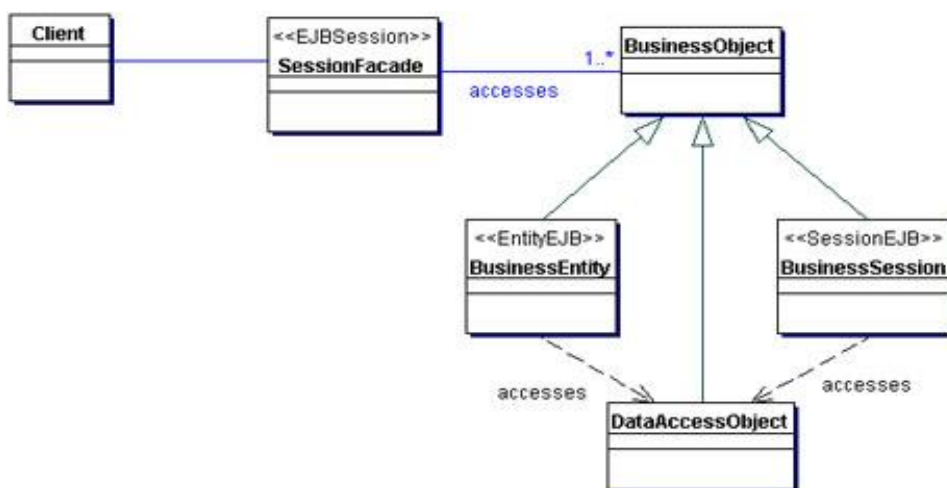 Client
<<EJBSession>>
SessionFacade
1..*
accesses
BusinessObject
<<EntityEJB>>
BusinessEntity
<<SessionEJB>>
BusinessSession
accesses
accesses
DataAccessObject